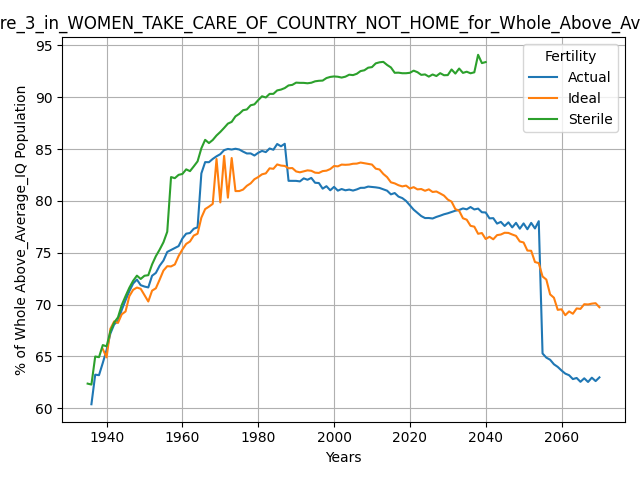 re_3_in_WOMEN_TAKE_CARE_OF_COUNTRY_NOT_HOME_for_Whole_Above_Av
95
90
85
80
75
70
65
60
% of Whole Above_Average_IQ Population
Fertility
Actual
Ideal
Sterile
1940 1960 1980 2000 2020 2040 2060
Years